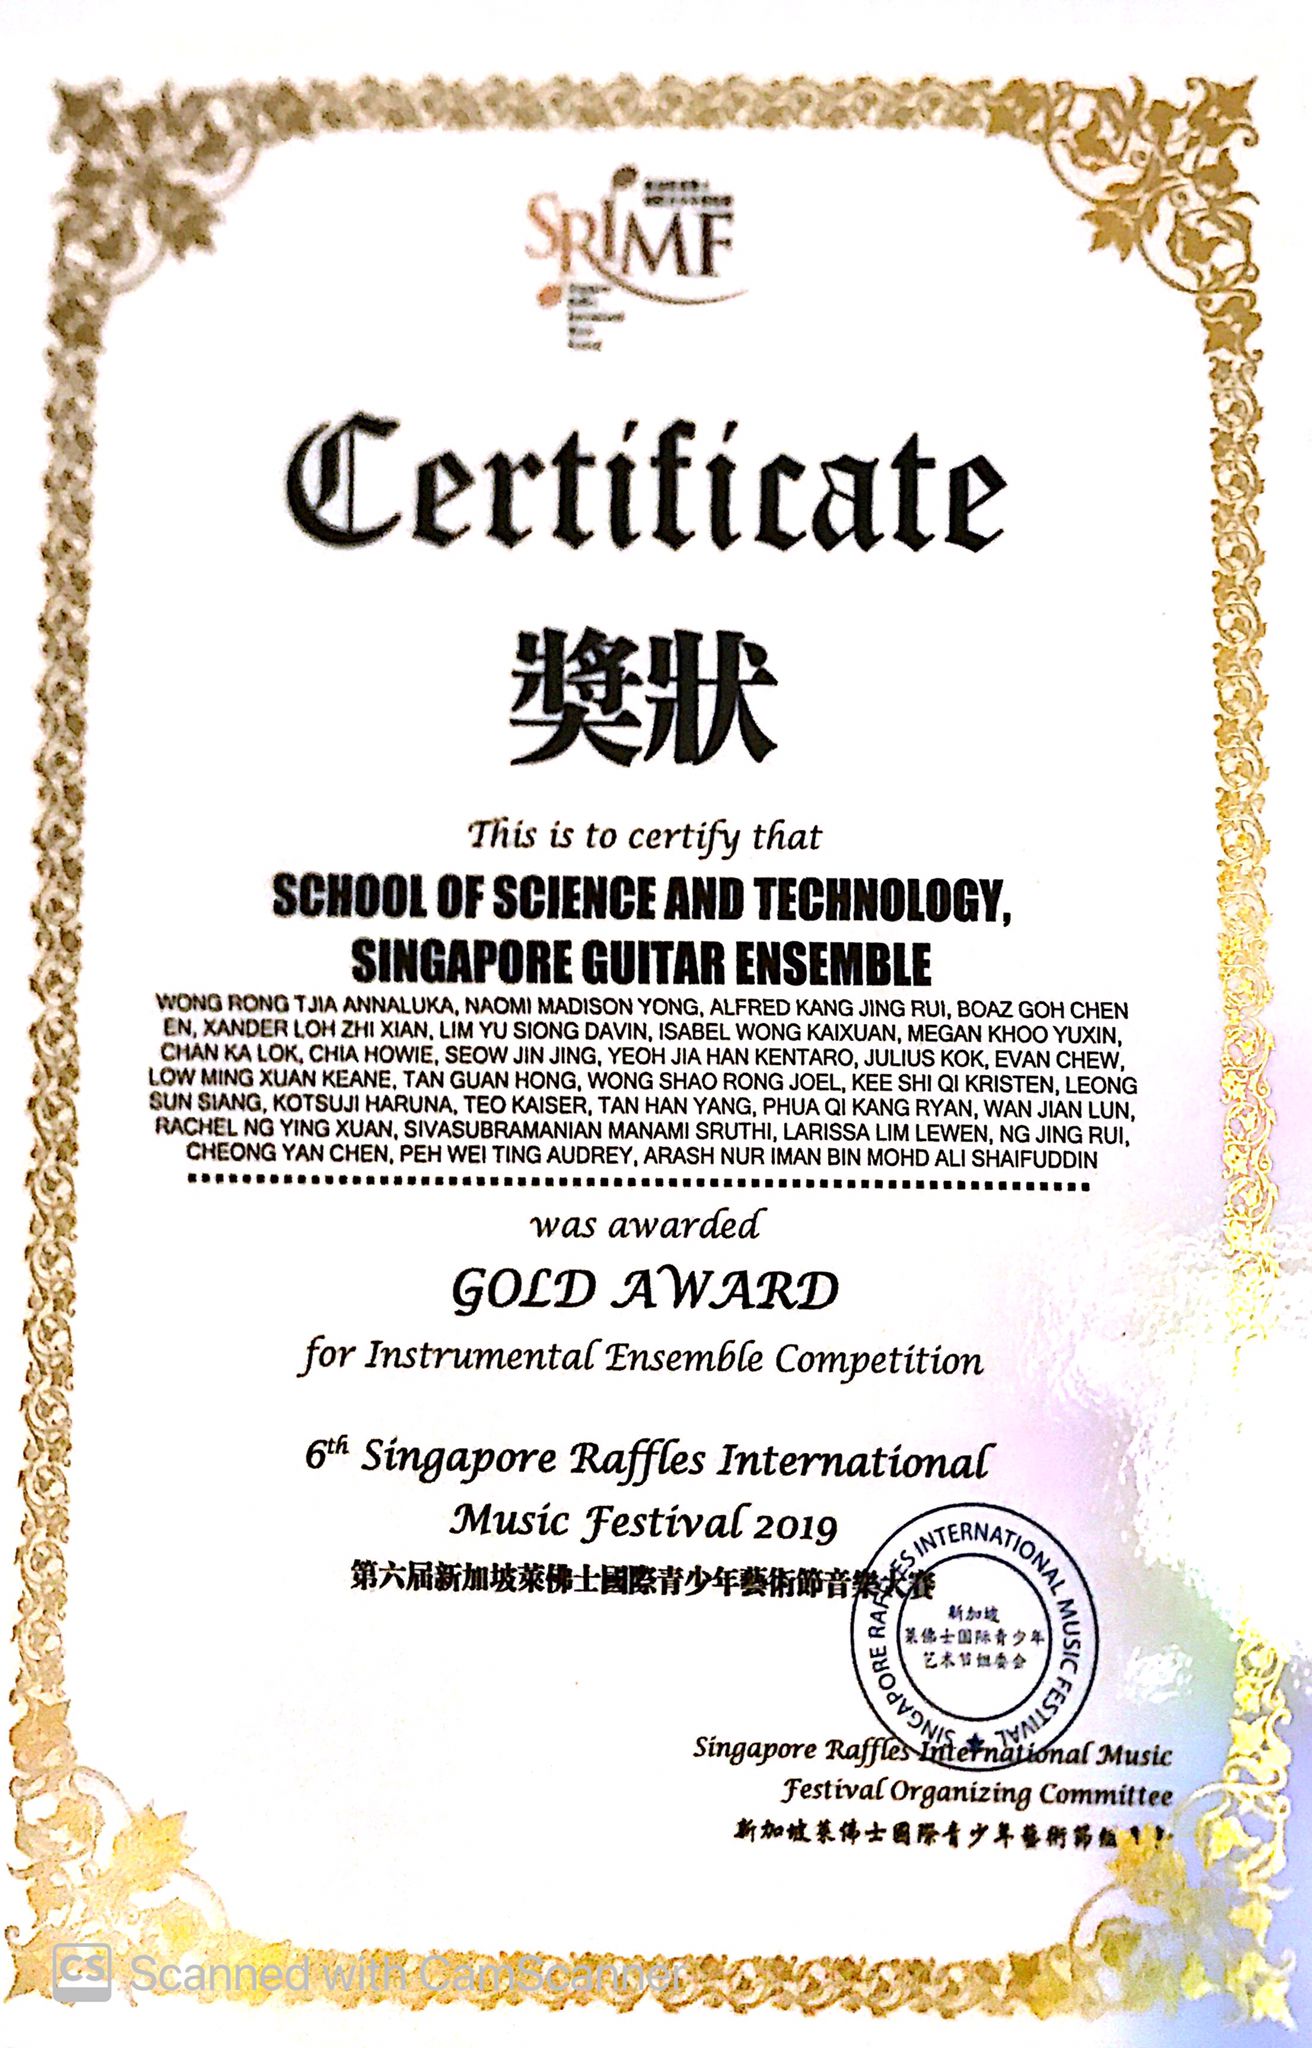 SRIMF
Certificate
獎狀
This is to certify that
SCHOOL OF SCIENCE AND TECHNOLOGY,
SINGAPORE GUITAR ENSEMBLE
WONG RONG TJIA ANNALUKA, NAOMI MADISON YONG, ALFRED KANG JING RUI, BOAZ GOH CHEN
EN, XANDER LOH ZHI XIAN, LIM YU SIONG DAVIN, ISABEL WONG KAIXUAN, MEGAN KHOO YUXIN,
CHAN KA LOK, CHIA HOWIE, SEOW JIN JING, YEOH JIA HAN KENTARO, JULIUS KOK, EVAN CHEW,
LOW MING XUAN KEANE, TAN GUAN HONG, WONG SHAO RONG JOEL, KEE SHI QI KRISTEN, LEONG
SUN SIANG, KOTSUJI HARUNA, TEO KAISER, TAN HAN YANG, PHUA QI KANG RYAN, WAN JIAN LUN,
RACHEL NG YING XUAN, SIVASUBRAMANIAN MANAMI SRUTHI, LARISSA LIM LEWEN, NG JING RUI,
CHEONG YAN CHEN, PEH WEI TING AUDREY, ARASH NUR IMAN BIN MOHD ALI SHAIFUDDIN
was awarded
GOLD AWARD
for Instrumental Ensemble Competition
6th Singapore Raffles International
Music Festival 2019
第六届新加坡萊佛士國際青少年藝術節音樂大賽
SINGAPORE RAFFLES INTERNATIONAL MUSIC FESTIVAL
新加坡
莱佛士国际青少年
艺术节组委会
Singapore Raffles International Music
Festival Organizing Committee
新加坡萊佛士國際青少年藝術節組
CS Scanned with CamScanner